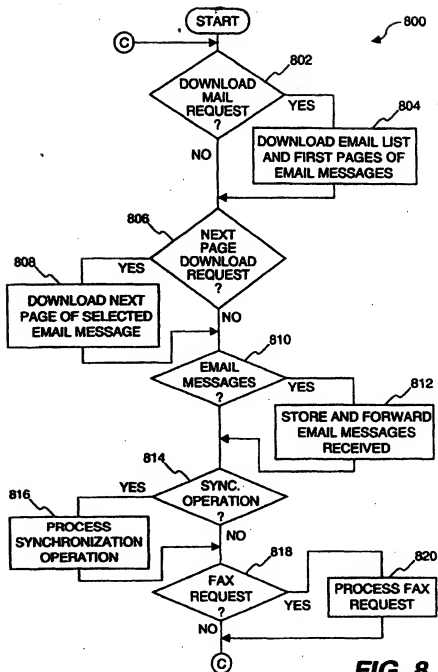 START
800
C
802
DOWNLOAD
MAIL
REQUEST
?
YES
804
DOWNLOAD EMAIL LIST
AND FIRST PAGES OF
EMAIL MESSAGES
NO
806
NEXT
PAGE
DOWNLOAD
REQUEST
?
808
YES
DOWNLOAD NEXT
PAGE OF SELECTED
EMAIL MESSAGE
NO
810
EMAIL
MESSAGES
?
YES
812
STORE AND FORWARD
EMAIL MESSAGES
RECEIVED
814
SYNC.
OPERATION
?
YES
816
PROCESS
SYNCHRONIZATION
OPERATION
NO
818
FAX
REQUEST
?
YES
820
PROCESS FAX
REQUEST
NO
C
FIG. 8